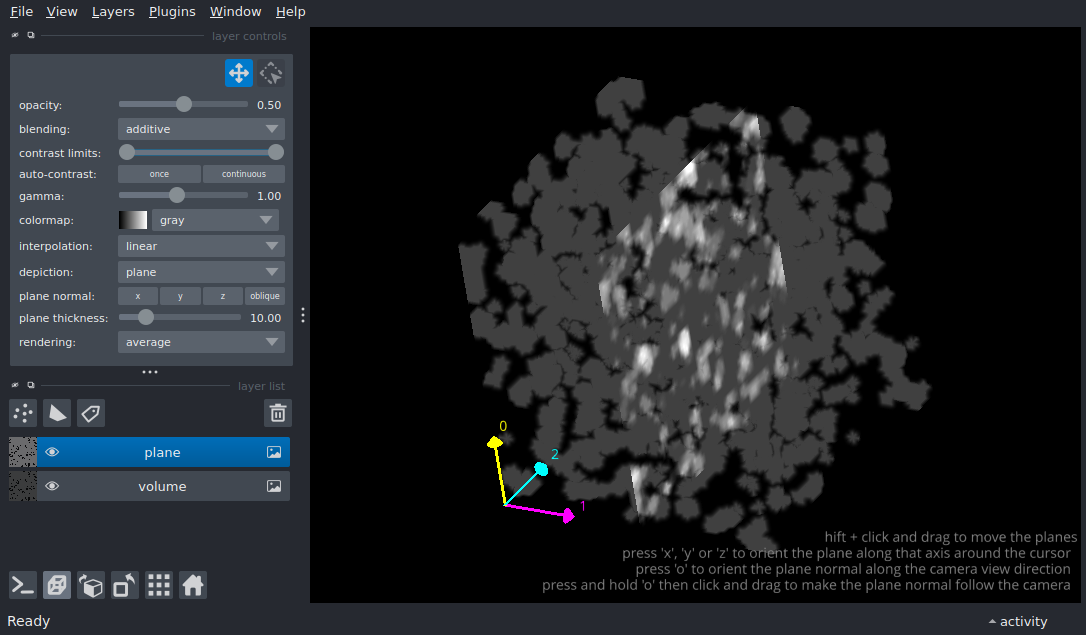 File View Layers Plugins Window Help
layer controls
opacity: 0.50
blending: additive
contrast limits:
auto-contrast: once continuous
gamma: 1.00
colormap: gray
interpolation: linear
depiction: plane
plane normal: x y z oblique
plane thickness: 10.00
rendering: average
layer list
plane
volume
0
2
1
hift + click and drag to move the planes
press 'x', 'y' or 'z' to orient the plane along that axis around the cursor
press 'o' to orient the plane normal along the camera view direction
press and hold 'o' then click and drag to make the plane normal follow the camera
Ready activity